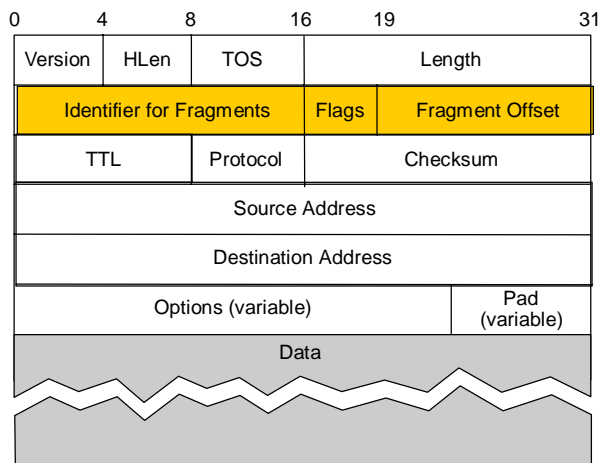 0 4 8 16 19 31
Version HLen TOS Length
Identifier for Fragments Flags Fragment Offset
TTL Protocol Checksum
Source Address
Destination Address
Options (variable) Pad
(variable)
Data